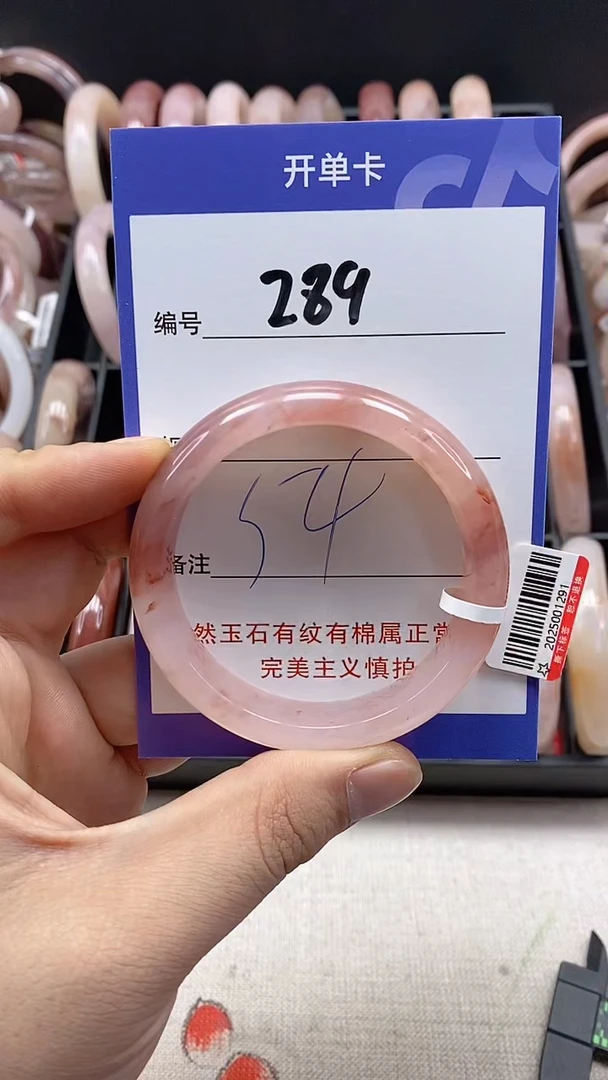 开单卡
编号 289
54
备注
然玉石有纹有棉属正常
完美主义慎拍
2025001291